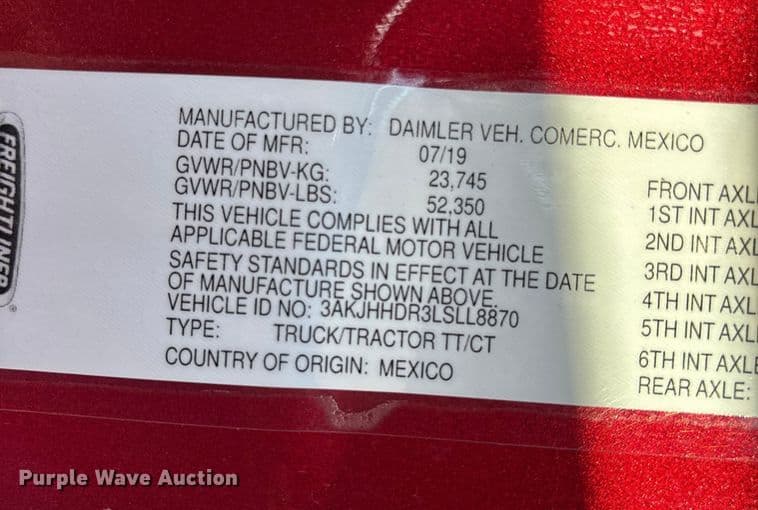 FREIGHTLINER
MANUFACTURED BY: DAIMLER VEH. COMERC. MEXICO
DATE OF MFR: 07/19
GVWR/PNBV-KG: 23,745
GVWR/PNBV-LBS: 52,350
THIS VEHICLE COMPLIES WITH ALL
APPLICABLE FEDERAL MOTOR VEHICLE
SAFETY STANDARDS IN EFFECT AT THE DATE
OF MANUFACTURE SHOWN ABOVE.
VEHICLE ID NO: 3AKJHHDR3LSLL8870
TYPE: TRUCK/TRACTOR TT/CT
COUNTRY OF ORIGIN: MEXICO
FRONT AXL
1ST INT AXL
2ND INT AXL
3RD INT AXL
4TH INT AXL
5TH INT AXL
6TH INT AXLE
REAR AXLE:
Purple Wave Auction